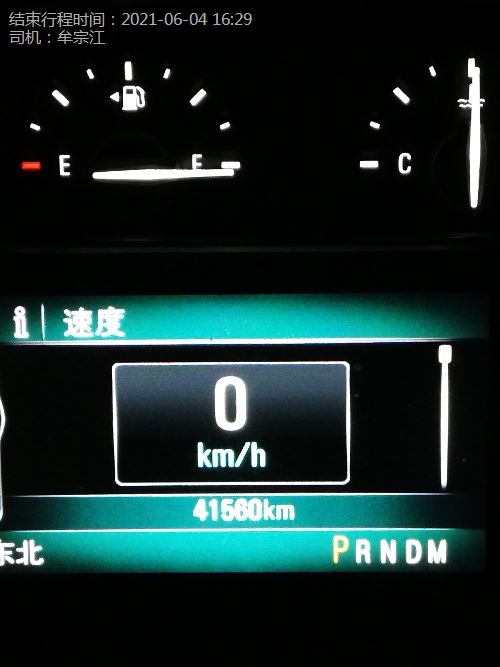 结束行程时间：2021-06-04 16:29
司机：牟宗江
E F C
速度
0
km/h
41560km
东北 PRNDM